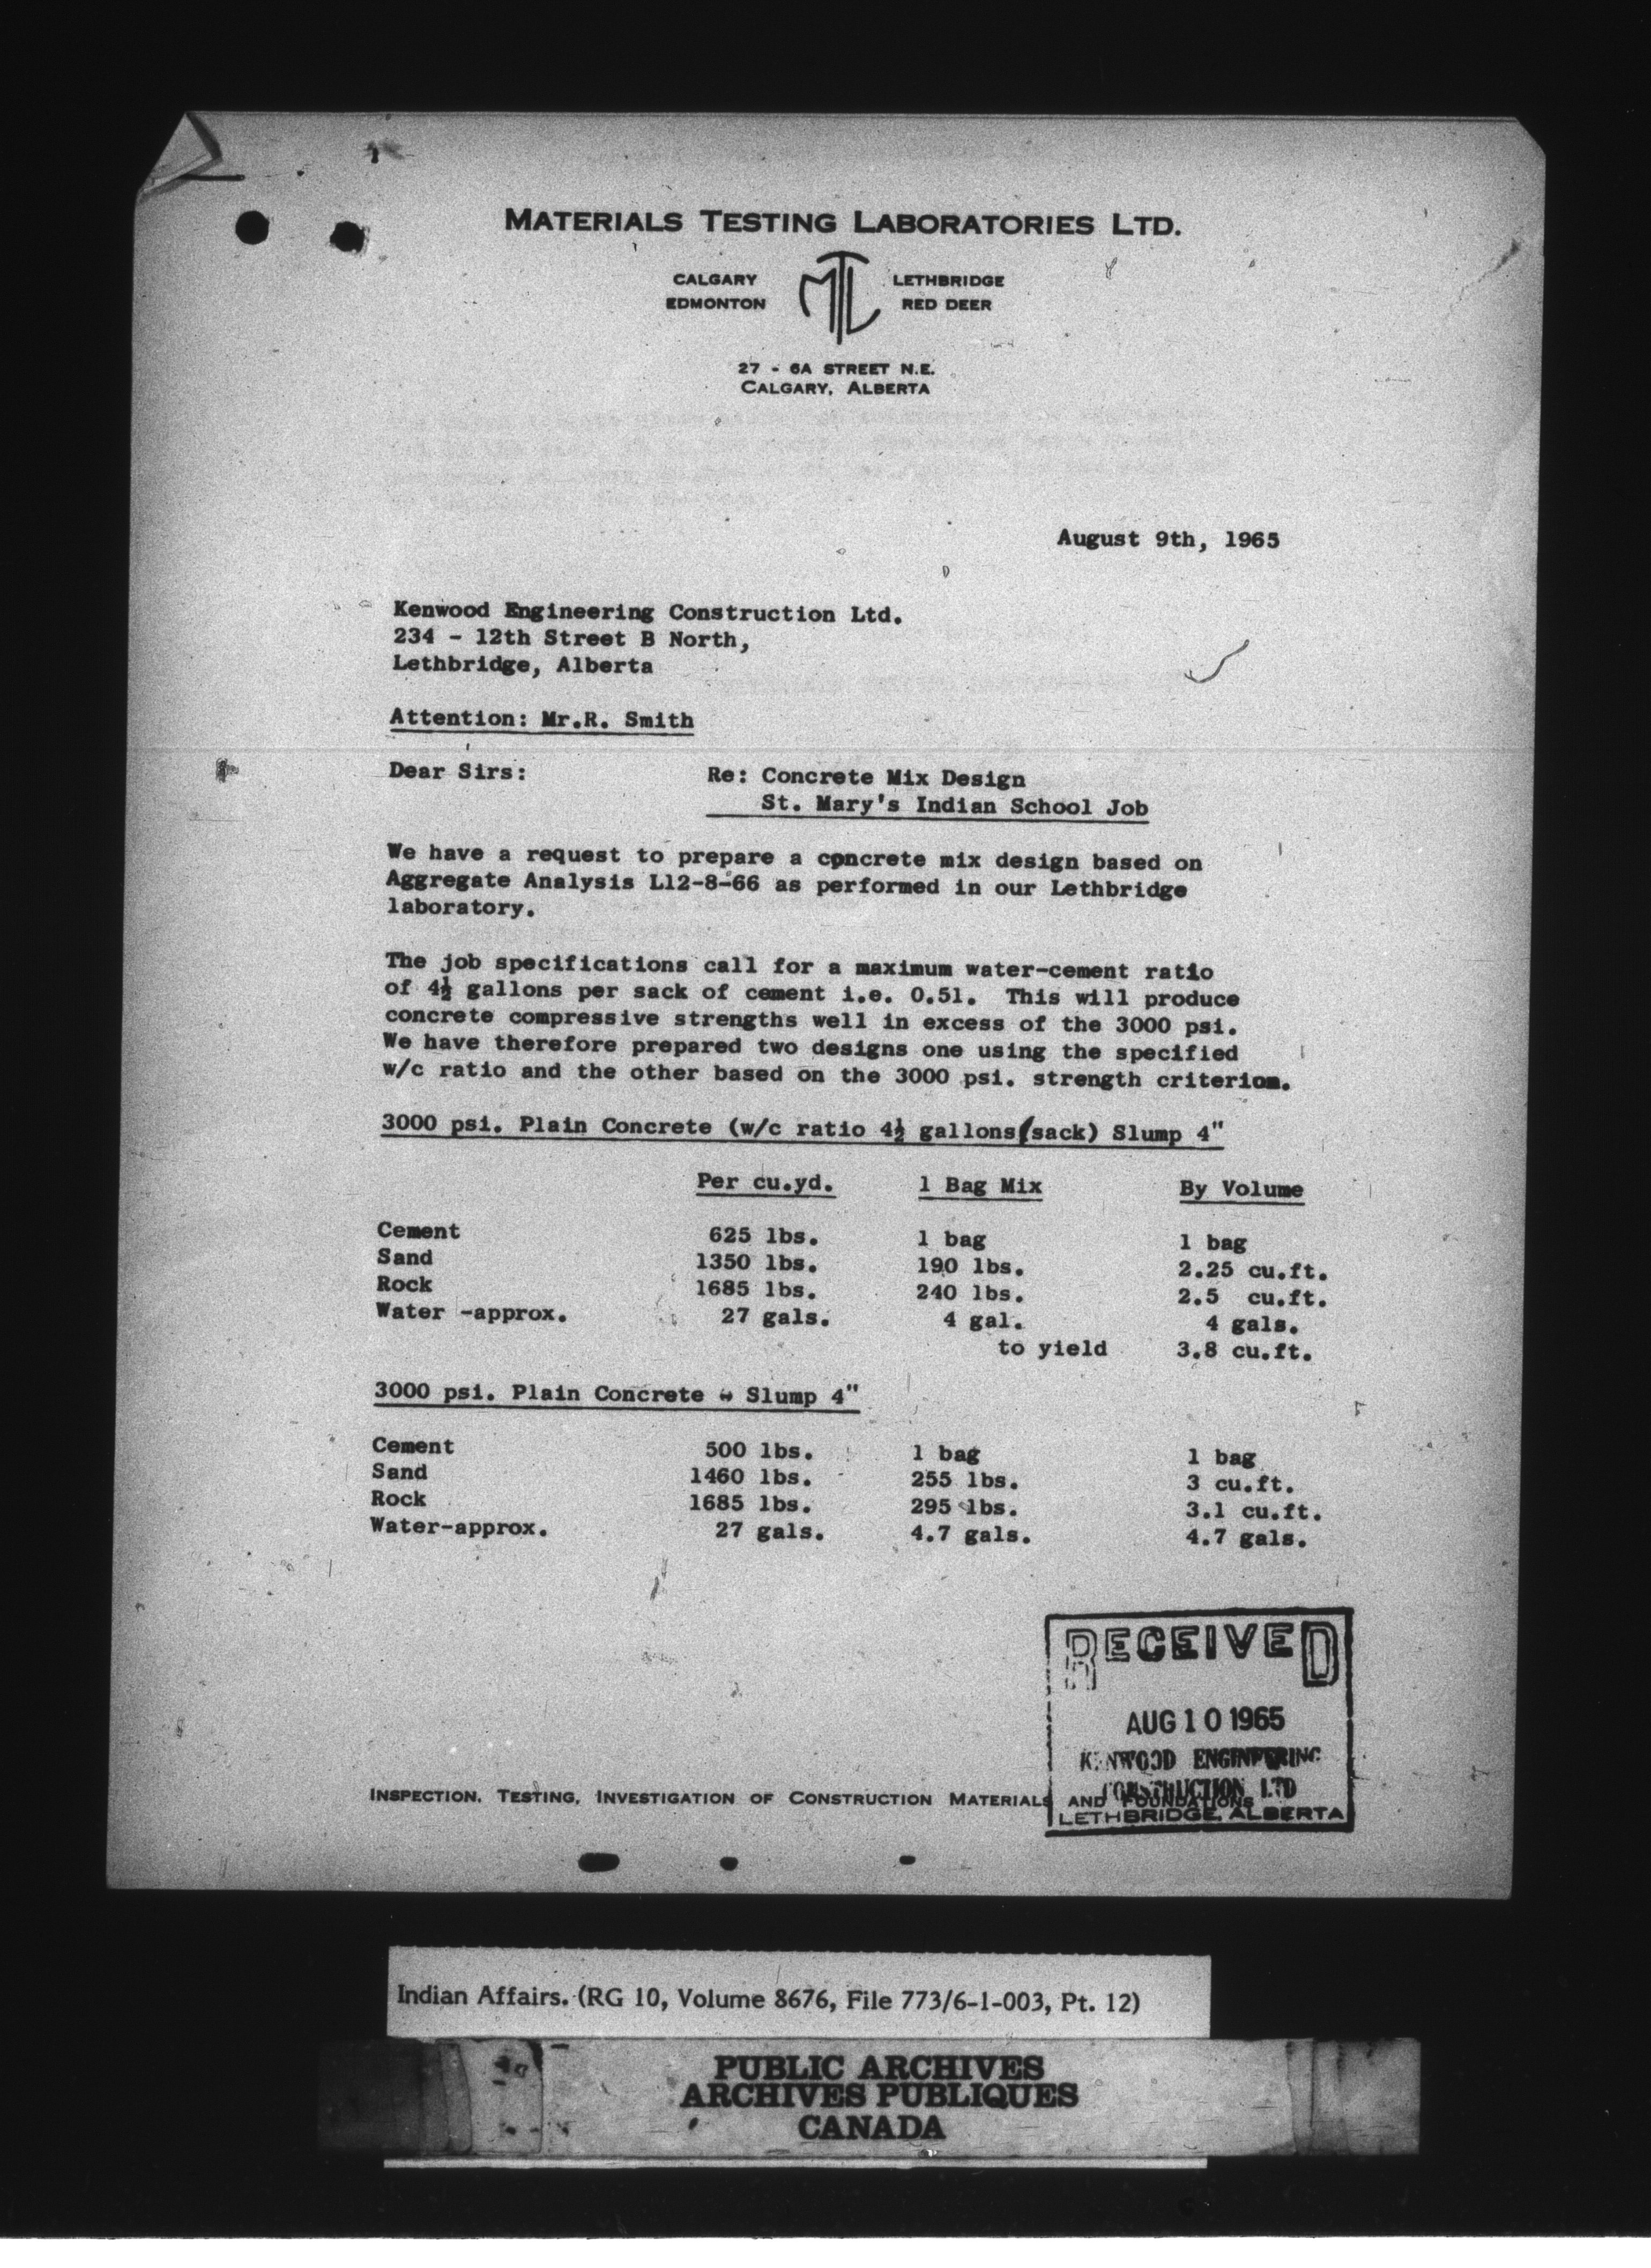 MATERIALS TESTING LABORATORIES LTD.
CALGARY MTL LETHBRIDGE
EDMONTON RED DEER
27 - 6A STREET N.E.
CALGARY, ALBERTA
August 9th, 1965
Kenwood Engineering Construction Ltd.
234 - 12th Street B North,
Lethbridge, Alberta
Attention: Mr.R. Smith
Dear Sirs: Re: Concrete Mix Design
St. Mary's Indian School Job
We have a request to prepare a concrete mix design based on
Aggregate Analysis L12-8-66 as performed in our Lethbridge
laboratory.
The job specifications call for a maximum water-cement ratio
of 4½ gallons per sack of cement i.e. 0.51. This will produce
concrete compressive strengths well in excess of the 3000 psi.
We have therefore prepared two designs one using the specified
w/c ratio and the other based on the 3000 psi. strength criterion.
3000 psi. Plain Concrete (w/c ratio 4½ gallons/sack) Slump 4"
Per cu.yd. 1 Bag Mix By Volume
Cement 625 lbs. 1 bag 1 bag
Sand 1350 lbs. 190 lbs. 2.25 cu.ft.
Rock 1685 lbs. 240 lbs. 2.5 cu.ft.
Water -approx. 27 gals. 4 gal. 4 gals.
to yield 3.8 cu.ft.
3000 psi. Plain Concrete - Slump 4"
Cement 500 lbs. 1 bag 1 bag
Sand 1460 lbs. 255 lbs. 3 cu.ft.
Rock 1685 lbs. 295 lbs. 3.1 cu.ft.
Water-approx. 27 gals. 4.7 gals. 4.7 gals.
RECEIVED
AUG 10 1965
KENWOOD ENGINEERING
CONSTRUCTION LTD
LETHBRIDGE, ALBERTA
INSPECTION, TESTING, INVESTIGATION OF CONSTRUCTION MATERIALS AND FOUNDATIONS
Indian Affairs. (RG 10, Volume 8676, File 773/6-1-003, Pt. 12)
PUBLIC ARCHIVES
ARCHIVES PUBLIQUES
CANADA